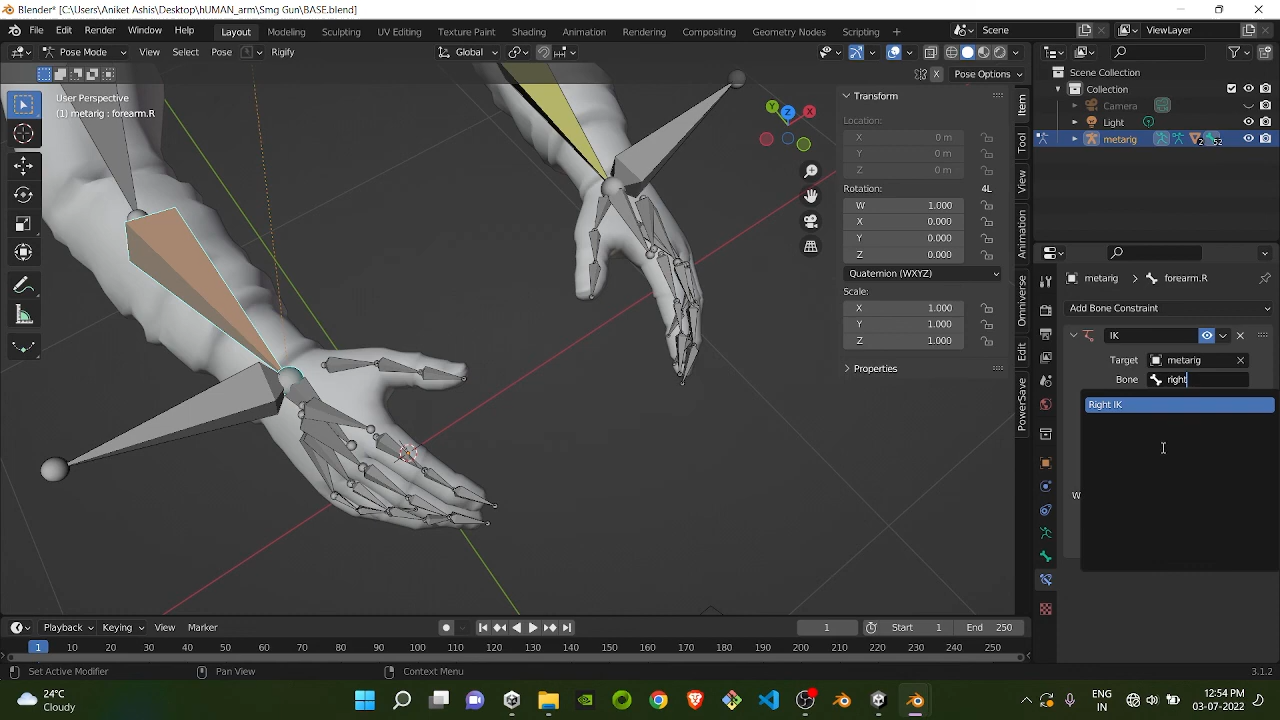 Blender* [C:\Users\Aniket Ashis\Desktop\hUMAN_arm\Smg Gun\BASE.blend]
File Edit Render Window Help Layout Modeling Sculpting UV Editing Texture Paint Shading Animation Rendering Compositing Geometry Nodes Scripting Scene ViewLayer
Pose Mode View Select Pose Rigify Global
Pose Options
User Perspective
(1) metarig : forearm.R
Y Z X
Transform
Location:
X 0 m
Y 0 m
Z 0 m
Rotation: 4L
W 1.000
X 0.000
Y 0.000
Z 0.000
Quaternion (WXYZ)
Scale:
X 1.000
Y 1.000
Z 1.000
Properties
Item
Tool
View
Animation
Omniverse
Edit
PowerSave
Scene Collection
Collection
Camera
Light
metarig 2 52
metarig forearm.R
Add Bone Constraint
IK
Target metarig
Bone right
Right IK
W
Playback Keying View Marker 1 Start 1 End 250
1 10 20 30 40 50 60 70 80 90 100 110 120 130 140 150 160 170 180 190 200 210 220 230 240 250
Set Active Modifier Pan View Context Menu 3.1.2
24°C
Cloudy
ENG
IN
12:54 PM
03-07-2022